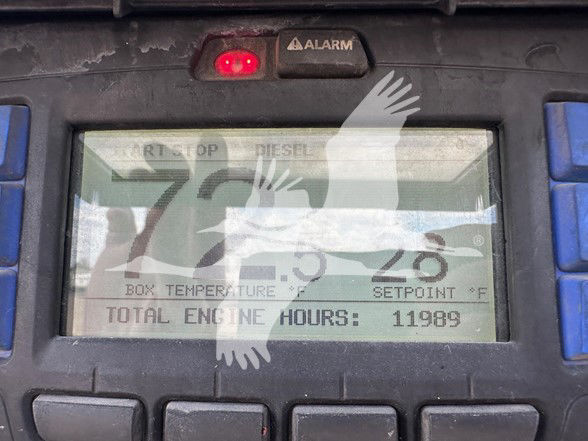 ALARM
START STOP DIESEL
72.5 28
BOX TEMPERATURE °F SETPOINT °F
TOTAL ENGINE HOURS: 11989
®